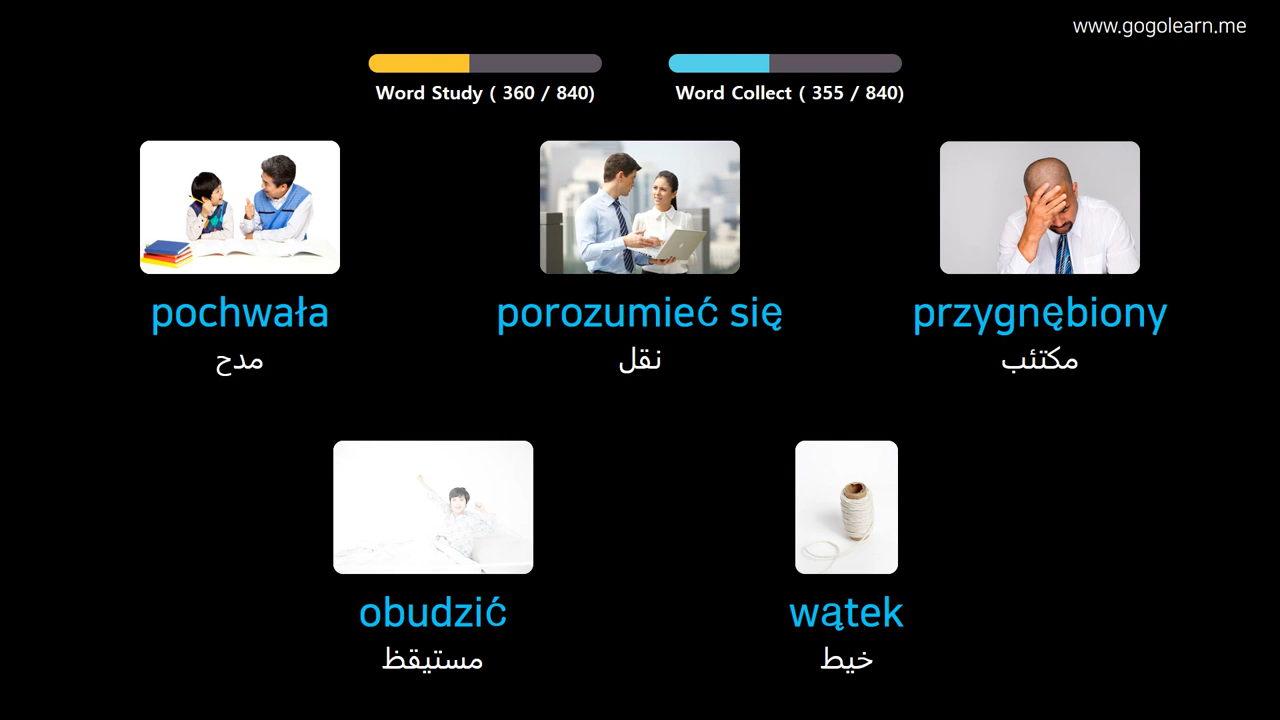 www.gogolearn.me
Word Study ( 360 / 840)
Word Collect ( 355 / 840)
pochwała
مدح
porozumieć się
نقل
przygnębiony
مكتئب
obudzić
مستيقظ
wątek
خيط